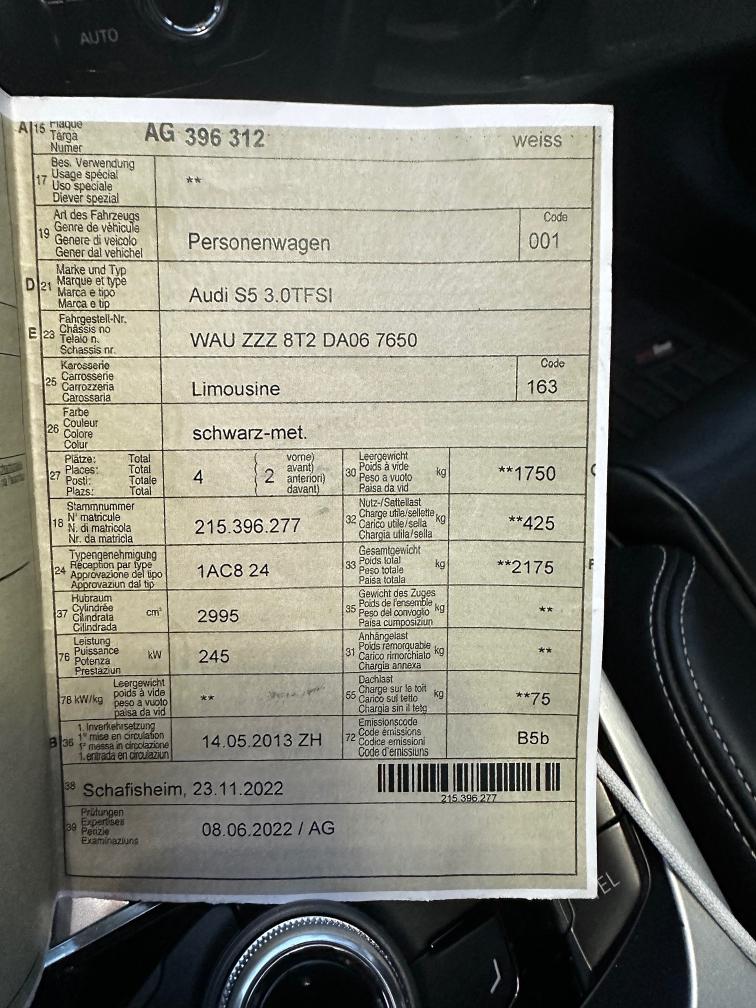 AUTO
A 15 Plaque
Targa
Numer
AG 396 312 weiss
17 Bes. Verwendung
Usage spécial
Uso speciale
Diever spezial
**
19 Art des Fahrzeugs
Genre de véhicule
Genere di veicolo
Gener dal vehichel
Personenwagen
Code
001
D 21 Marke und Typ
Marque et type
Marca e tipo
Marca e tip
Audi S5 3.0TFSI
E 23 Fahrgestell-Nr.
Châssis no
Telaio n.
Schassis nr.
WAU ZZZ 8T2 DA06 7650
25 Karosserie
Carrosserie
Carrozzeria
Carossaria
Limousine
Code
163
26 Farbe
Couleur
Colore
Colur
schwarz-met.
27 Plätze: Total
Places: Total
Posti: Totale
Plazs: Total
4
2
vorne)
avant)
anteriori)
davant)
30 Leergewicht
Poids à vide
Peso a vuoto
Paisa da vid
kg
**1750
18 Stammnummer
N° matricule
N. di matricola
Nr. da matricla
215.396.277
32 Nutz-/Sattellast
Charge utile/sellette
Carico utile/sella
Chargia utila/sella
kg
**425
24 Typengenehmigung
Réception par type
Approvazione del tipo
Approvaziun dal tip
1AC8 24
33 Gesamtgewicht
Poids total
Peso totale
Paisa totala
kg
**2175
37 Hubraum
Cylindrée
Cilindrata
Cilindrada
cm³
2995
35 Gewicht des Zuges
Poids de l'ensemble
Peso del convoglio
Paisa cumposiziun
kg
**
76 Leistung
Puissance
Potenza
Prestaziun
kW
245
31 Anhängelast
Poids remorquable
Carico rimorchiato
Chargia annexa
kg
**
78 kW/kg
Leergewicht
poids à vide
peso a vuoto
paisa da vid
**
55 Dachlast
Charge sur le toit
Carico sul tetto
Chargia sin il tetg
kg
**75
B 36 1. Inverkehrsetzung
1re mise en circulation
1a messa in circolazione
1. entrada en circulaziun
14.05.2013 ZH
72 Emissionscode
Code émissions
Codice emissioni
Code d'emissiuns
B5b
38 Schafisheim, 23.11.2022
215 396 277
39 Prüfungen
Expertises
Perizie
Examinaziuns
08.06.2022 / AG